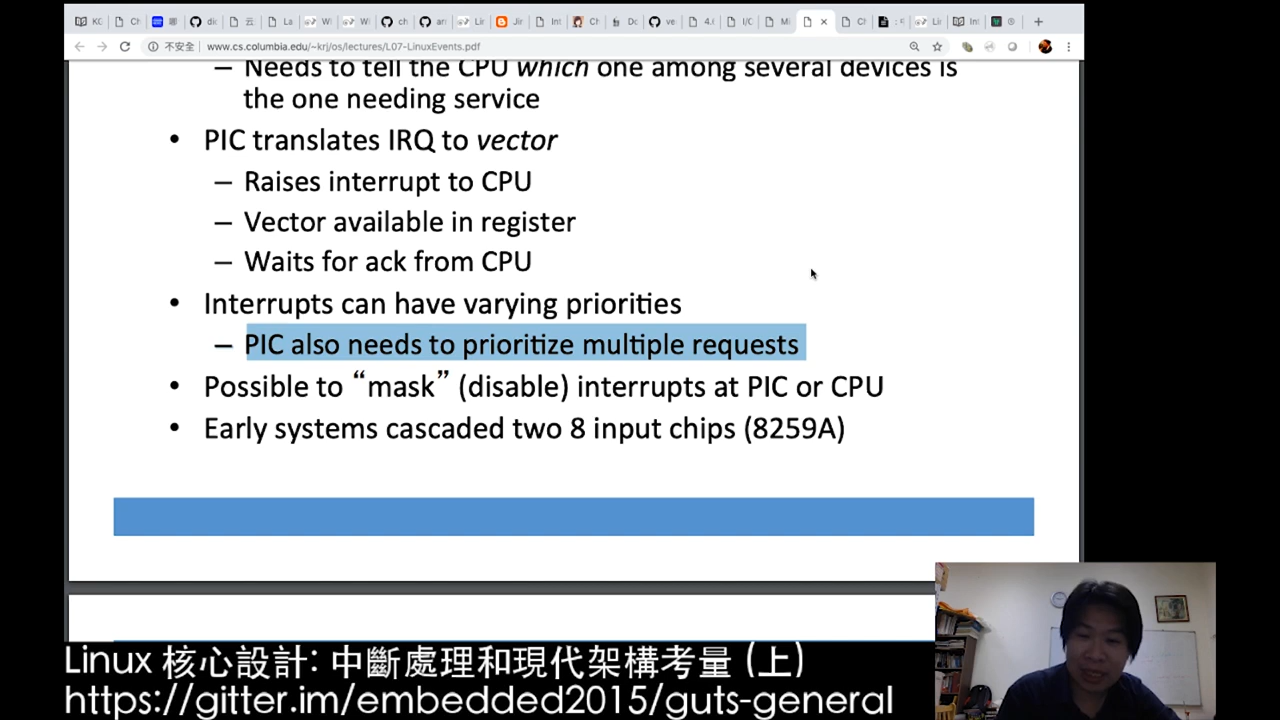 不安全 www.cs.columbia.edu/~krj/os/lectures/L07-LinuxEvents.pdf
– Needs to tell the CPU which one among several devices is
the one needing service
• PIC translates IRQ to vector
– Raises interrupt to CPU
– Vector available in register
– Waits for ack from CPU
• Interrupts can have varying priorities
– PIC also needs to prioritize multiple requests
• Possible to “mask” (disable) interrupts at PIC or CPU
• Early systems cascaded two 8 input chips (8259A)
Linux 核心設計: 中斷處理和現代架構考量 (上)
https://gitter.im/embedded2015/guts-general